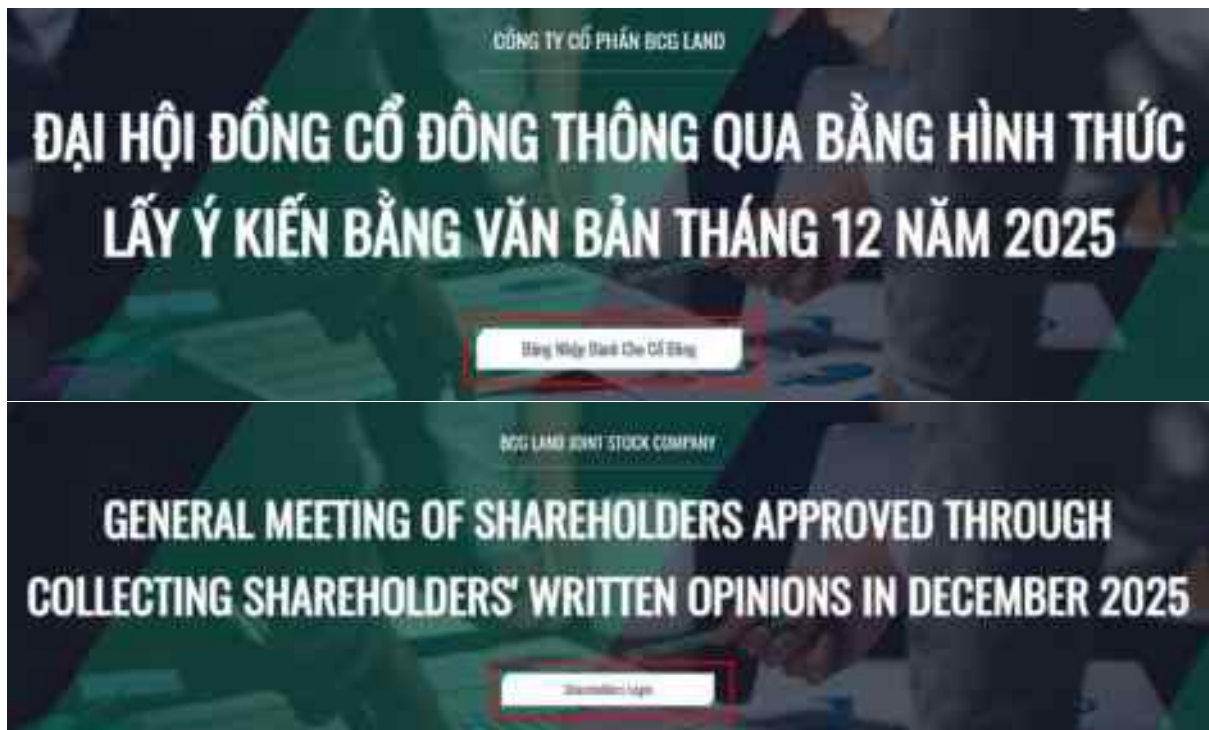 CÔNG TY CỔ PHẦN BCG LAND
ĐẠI HỘI ĐỒNG CỔ ĐÔNG THÔNG QUA BẰNG HÌNH THỨC
LẤY Ý KIẾN BẰNG VĂN BẢN THÁNG 12 NĂM 2025
Đăng Nhập Dành Cho Cổ Đông
BCG LAND JOINT STOCK COMPANY
GENERAL MEETING OF SHAREHOLDERS APPROVED THROUGH
COLLECTING SHAREHOLDERS' WRITTEN OPINIONS IN DECEMBER 2025